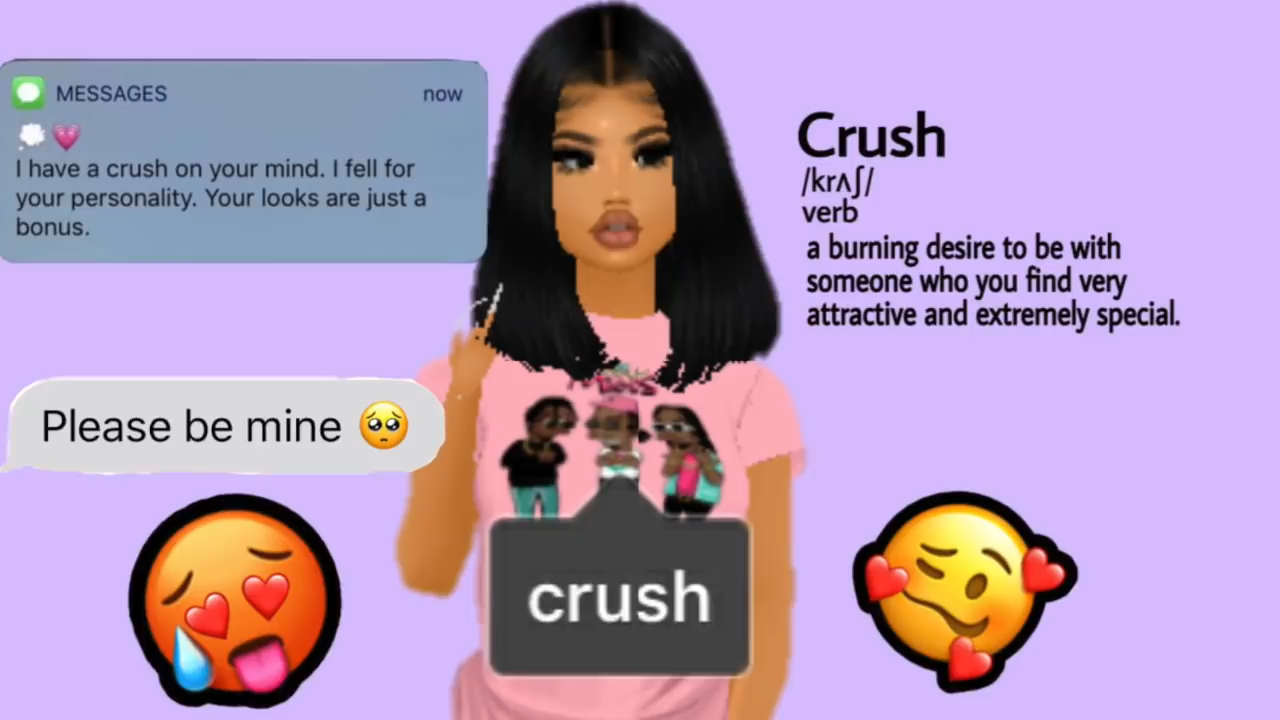 MESSAGES now
I have a crush on your mind. I fell for
your personality. Your looks are just a
bonus.
Crush
/krʌʃ/
verb
a burning desire to be with
someone who you find very
attractive and extremely special.
Please be mine 🥺
crush